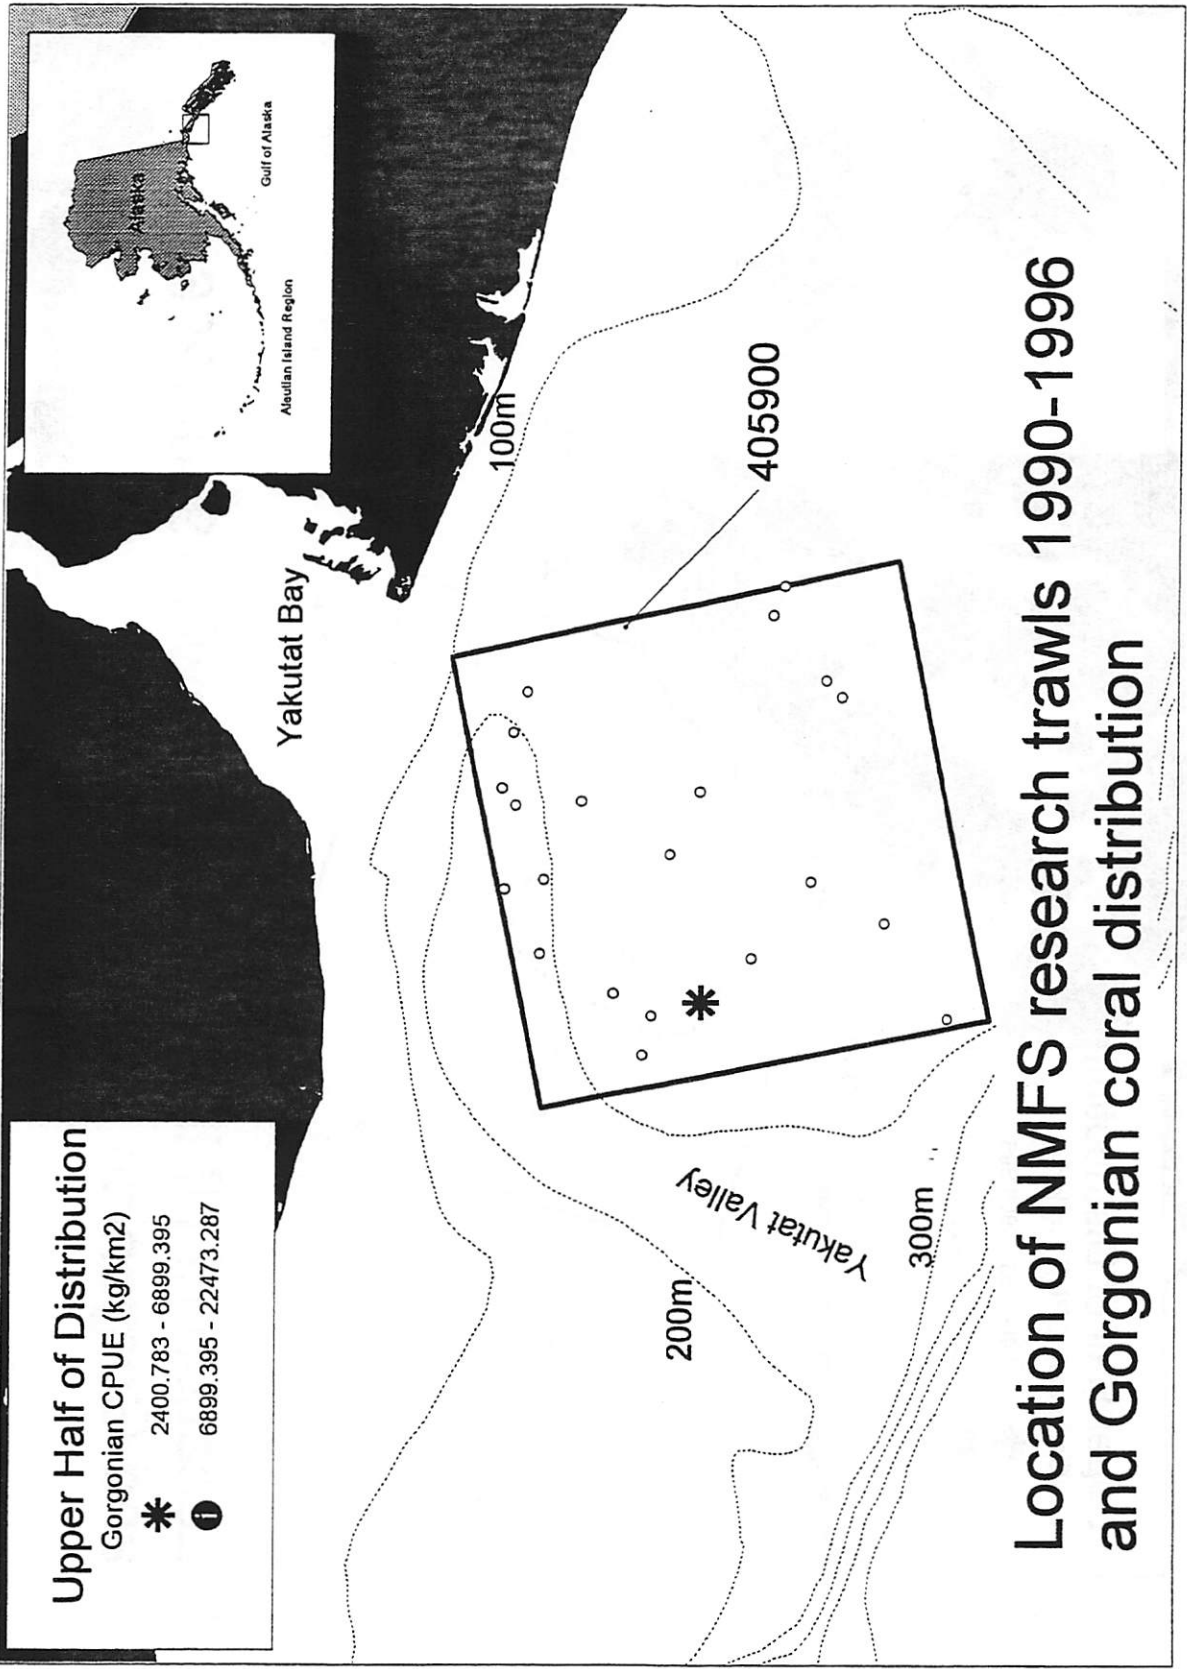 Upper Half of Distribution
Gorgonian CPUE (kg/km2)
2400.783 - 6899.395
6899.395 - 22473.287
Yakutat Bay
Alaska
Gulf of Alaska
Aleutian Island Region
100m
405900
200m
Yakutat Valley
300m
Location of NMFS research trawls 1990-1996
and Gorgonian coral distribution